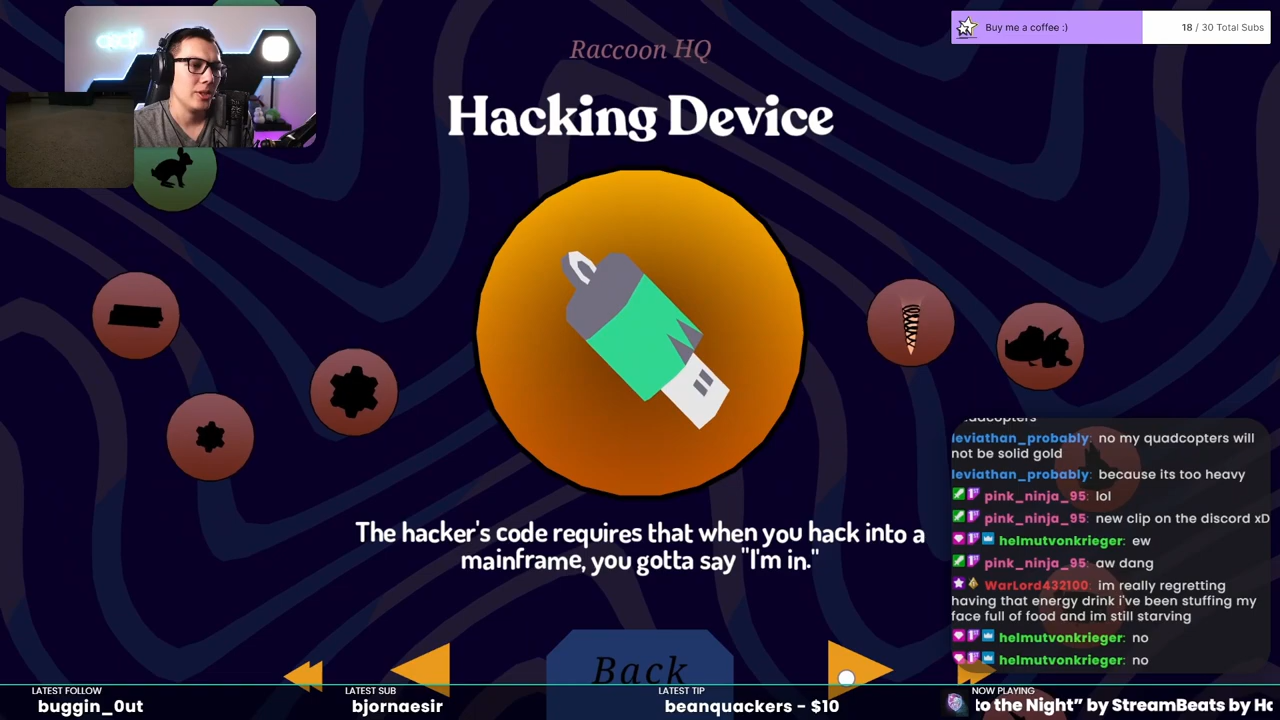 Buy me a coffee :)
18 / 30 Total Subs
Raccoon HQ
Hacking Device
The hacker's code requires that when you hack into a
mainframe, you gotta say "I'm in."
Back
leviathan_probably: no my quadcopters will
not be solid gold
leviathan_probably: because its too heavy
pink_ninja_95: lol
pink_ninja_95: new clip on the discord xD
helmutvonkrieger: ew
pink_ninja_95: aw dang
WarLord432100: im really regretting
having that energy drink i've been stuffing my
face full of food and im still starving
helmutvonkrieger: no
helmutvonkrieger: no
LATEST FOLLOW
buggin_0ut
LATEST SUB
bjornaesir
LATEST TIP
beanquackers - $10
NOW PLAYING
to the Night" by StreamBeats by